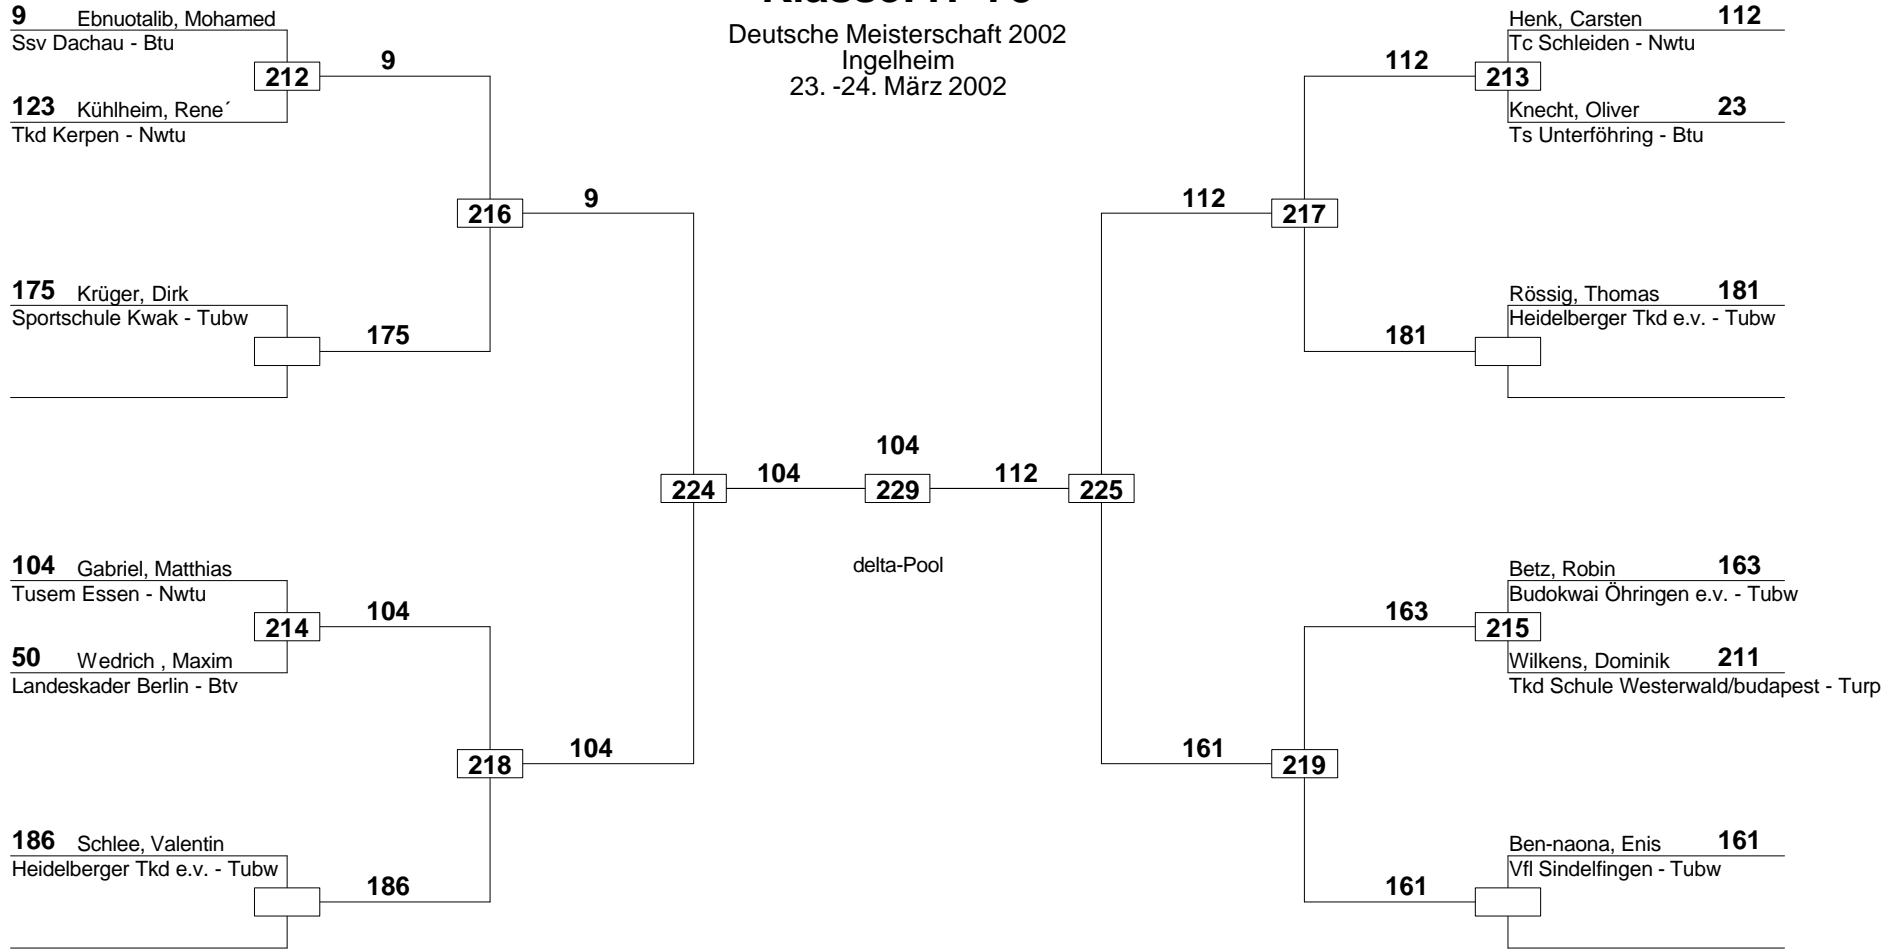 Deutsche Meisterschaft 2002
Ingelheim
23. -24. März 2002
9 Ebnuotalib, Mohamed
Ssv Dachau - Btu
212
9
123 Kühlheim, Rene´
Tkd Kerpen - Nwtu
216
9
175 Krüger, Dirk
Sportschule Kwak - Tubw
175
224
104
104 Gabriel, Matthias
Tusem Essen - Nwtu
214
104
50 Wedrich , Maxim
Landeskader Berlin - Btv
218
104
186 Schlee, Valentin
Heidelberger Tkd e.v. - Tubw
186
104
229
delta-Pool
Henk, Carsten 112
Tc Schleiden - Nwtu
112
213
Knecht, Oliver 23
Ts Unterföhring - Btu
112
217
Rössig, Thomas 181
Heidelberger Tkd e.v. - Tubw
181
112
225
Betz, Robin 163
Budokwai Öhringen e.v. - Tubw
163
215
Wilkens, Dominik 211
Tkd Schule Westerwald/budapest - Turp
161
219
Ben-naona, Enis 161
Vfl Sindelfingen - Tubw
161